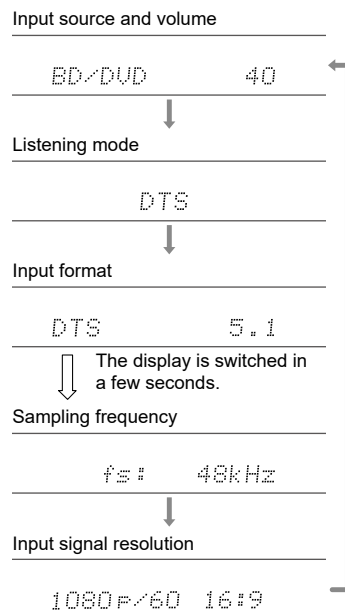 Input source and volume
BD/DVD 40
Listening mode
DTS
Input format
DTS 5.1
The display is switched in
a few seconds.
Sampling frequency
fs: 48kHz
Input signal resolution
1080p/60 16:9